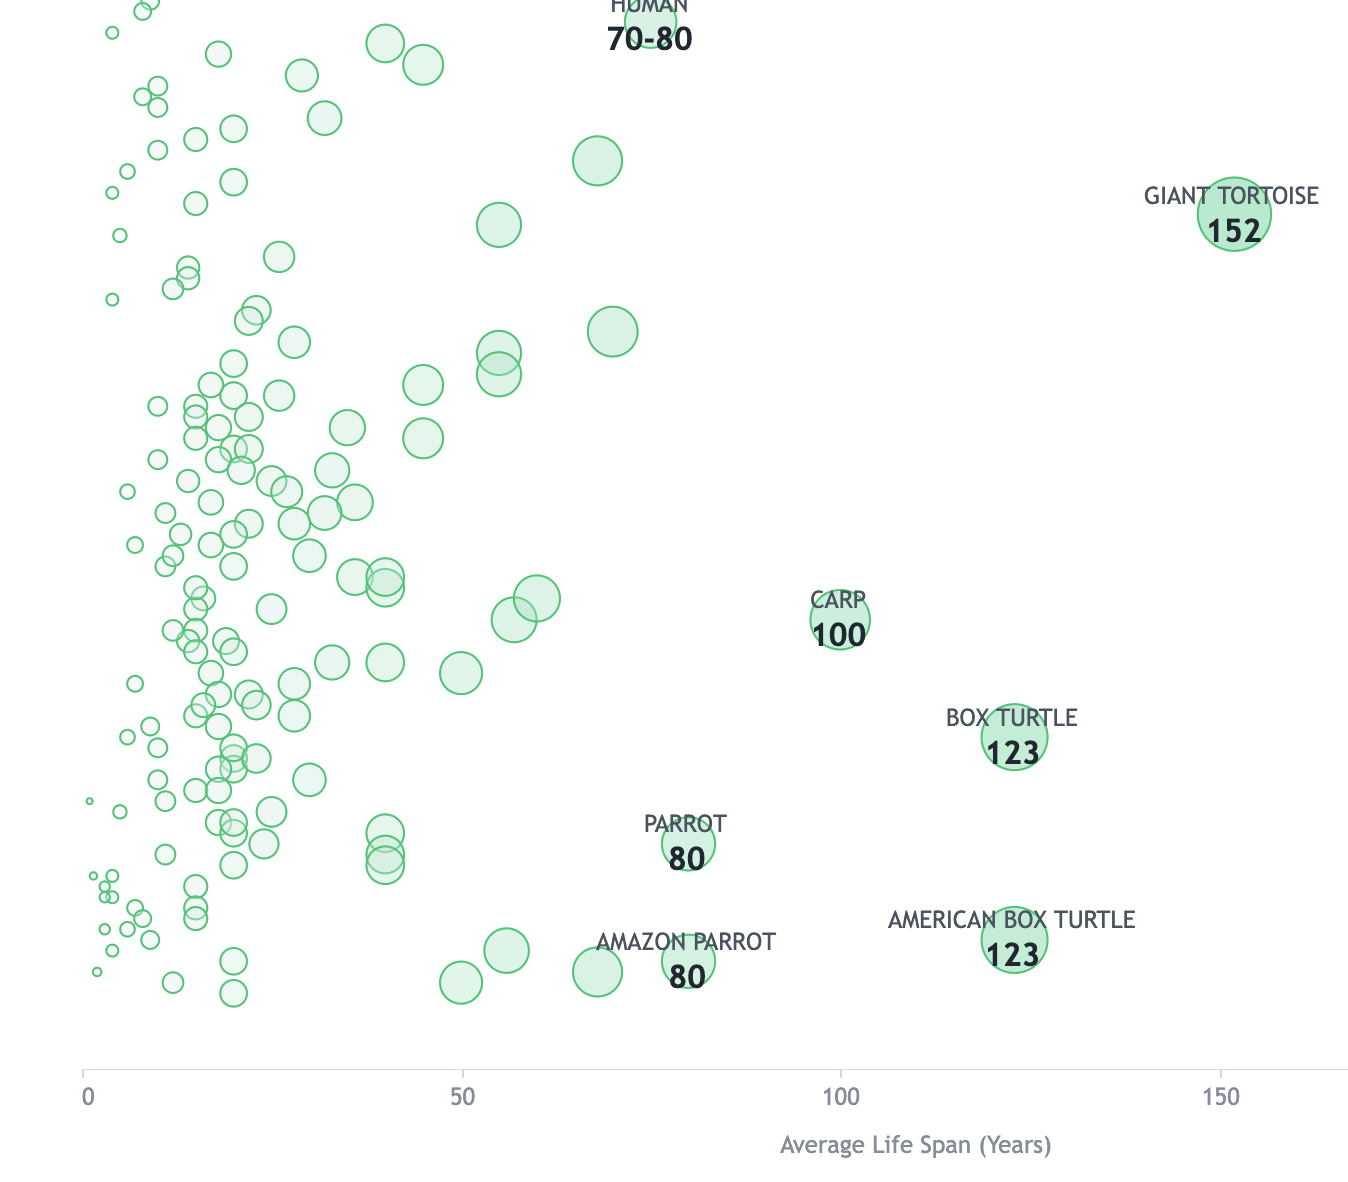 HUMAN
70-80
GIANT TORTOISE
152
CARP
100
BOX TURTLE
123
PARROT
80
AMERICAN BOX TURTLE
123
AMAZON PARROT
80
0 50 100 150
Average Life Span (Years)